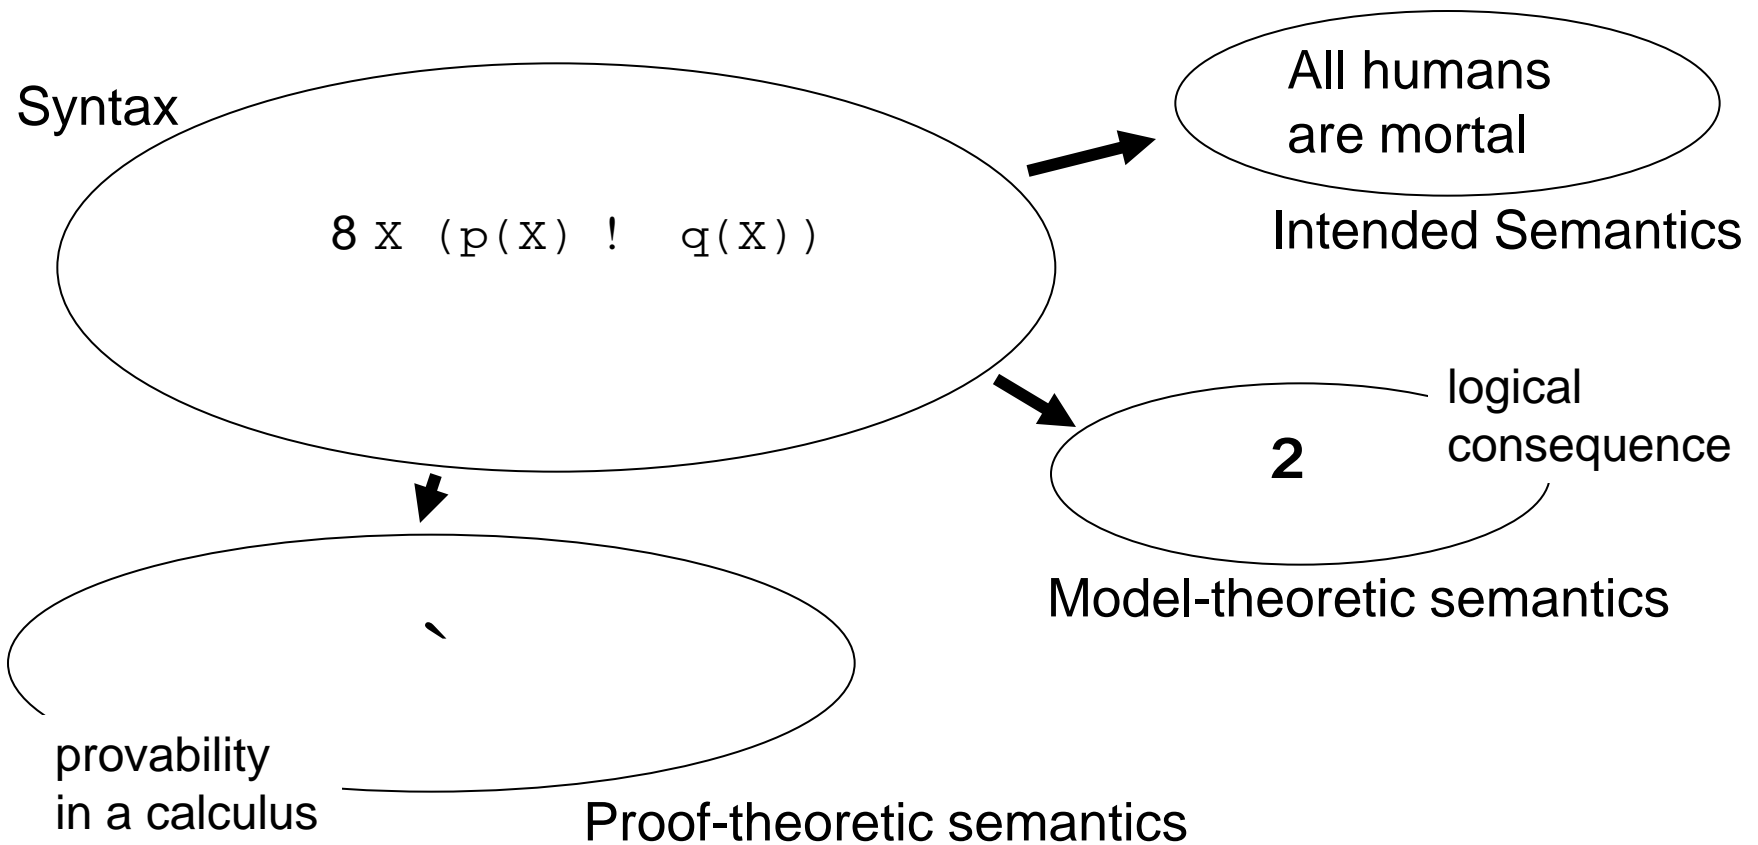 Syntax
8 X (p(X) ! q(X))
All humans
are mortal
Intended Semantics
logical
consequence
2
Model-theoretic semantics
`
provability
in a calculus
Proof-theoretic semantics